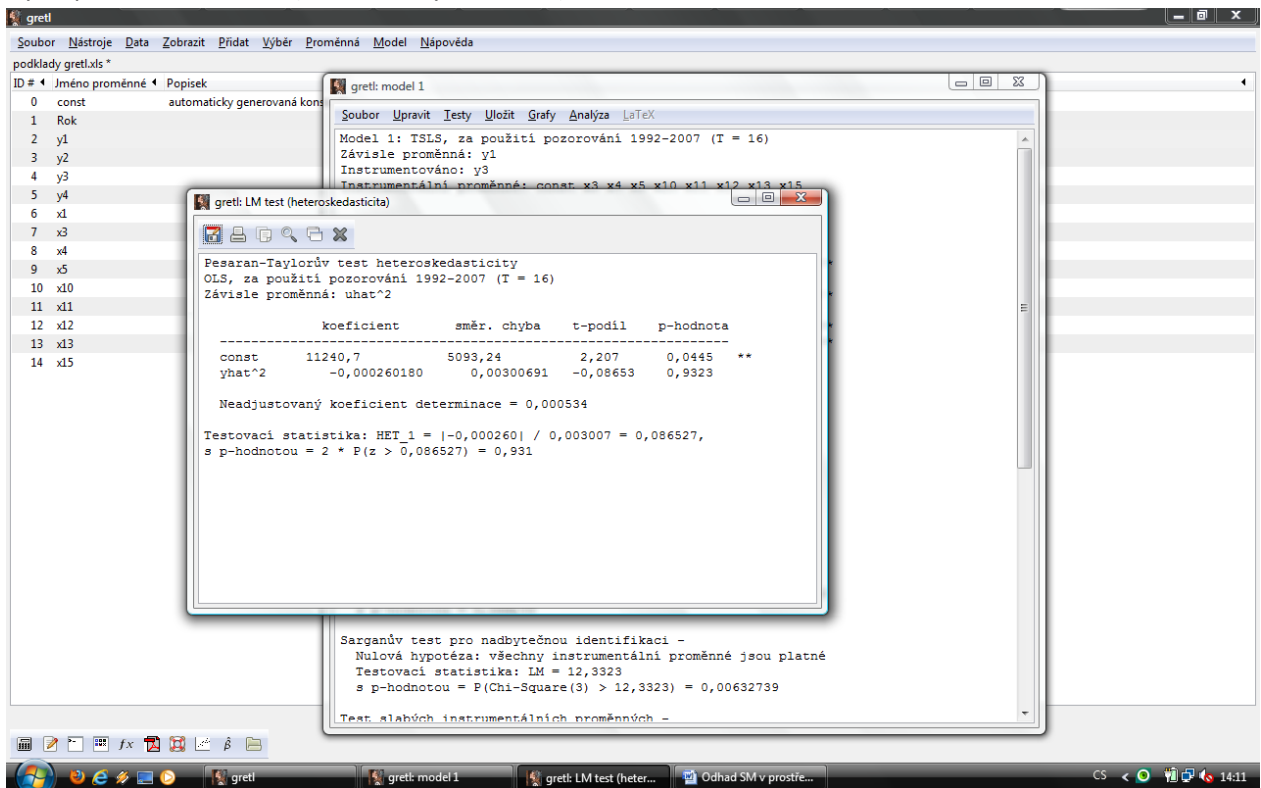 gretl
Soubor Nástroje Data Zobrazit Přidat Výběr Proměnná Model Nápověda
podklady gretl.xls *
ID # Jméno proměnné Popisek
0 const automaticky generovaná
1 Rok
2 y1
3 y2
4 y3
5 y4
6 x1
7 x3
8 x4
9 x5
10 x10
11 x11
12 x12
13 x13
14 x15
gretl: model 1
Soubor Upravit Testy Uložit Grafy Analýza LaTeX
Model 1: TSLS, za použití pozorování 1992-2007 (T = 16)
Závisle proměnná: y1
Instrumentováno: y3
Instrumentální proměnné: const x3 x4 x5 x10 x11 x12 x13 x15
gretl: LM test (heteroskedasticita)
Pesaran-Taylorův test heteroskedasticity
OLS, za použití pozorování 1992-2007 (T = 16)
Závisle proměnná: uhat^2
koeficient směr. chyba t-podíl p-hodnota
-------------------------------------------------------------
const 11240,7 5093,24 2,207 0,0445 **
yhat^2 -0,000260180 0,00300691 -0,08653 0,9323
Neadjustovaný koeficient determinace = 0,000534
Testovací statistika: HET_1 = |-0,000260| / 0,003007 = 0,086527,
s p-hodnotou = 2 * P(z > 0,086527) = 0,931
Sarganův test pro nadbytečnou identifikaci -
Nulová hypotéza: všechny instrumentální proměnné jsou platné
Testovací statistika: LM = 12,3323
s p-hodnotou = P(Chi-Square(3) > 12,3323) = 0,00632739
Test slabých instrumentálních proměnných -
fx β̂
gretl
gretl: model 1
gretl: LM test (heter...
Odhad SM v prostře...
CS < 14:11